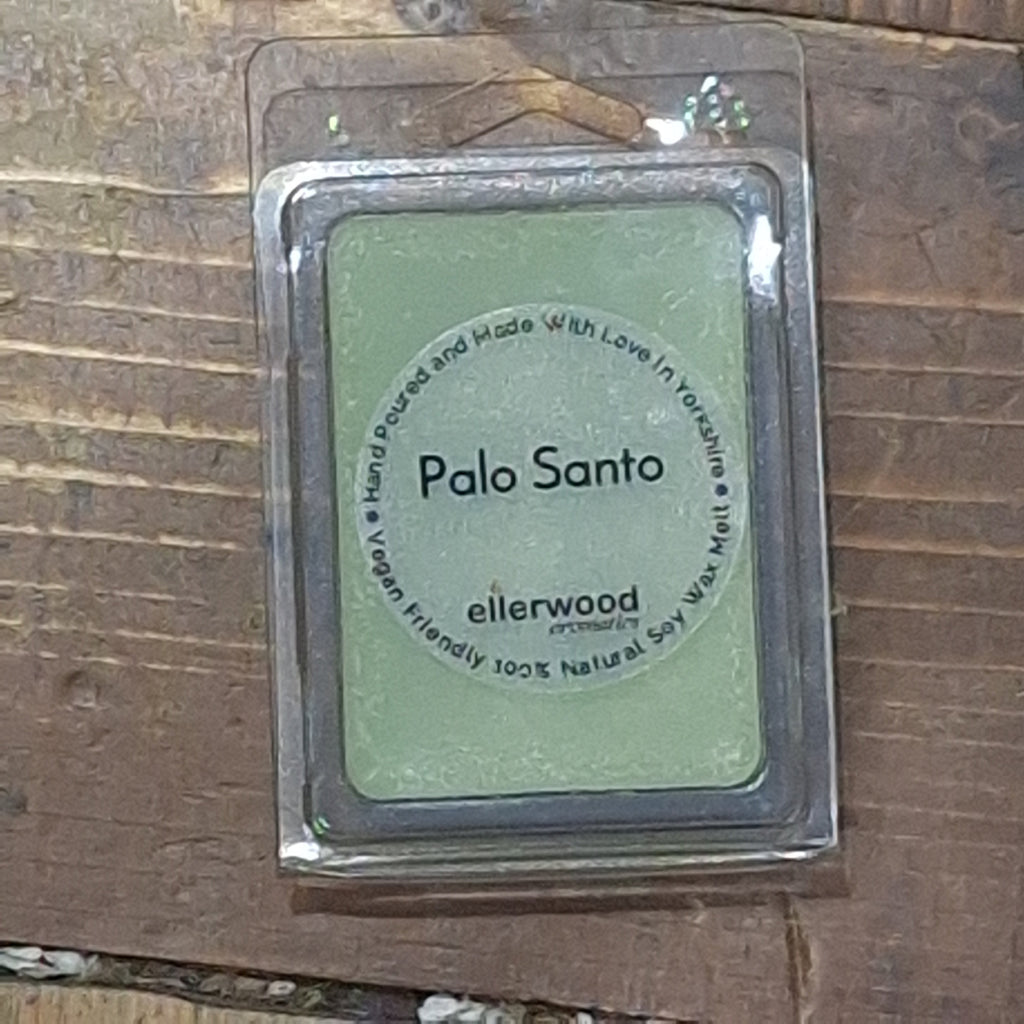 Hand Poured and Made With Love In Yorkshire
Palo Santo
ellerwood
Vegan Friendly 100% Natural Soy Wax Melt